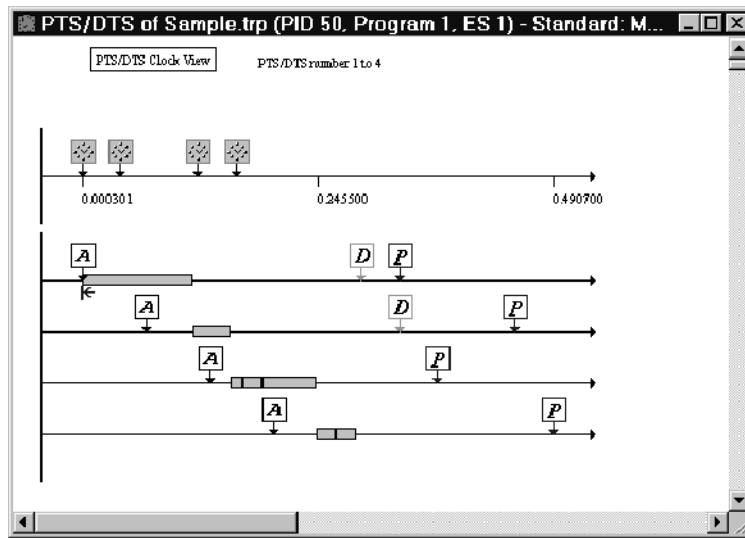 PTS/DTS of Sample.trp (PID 50, Program 1, ES 1) - Standard: M...
PTS/DTS Clock View
PTS/DTS number 1 to 4
0.000301
0.245500
0.490700
A
D
P
A
D
P
A
P
A
P